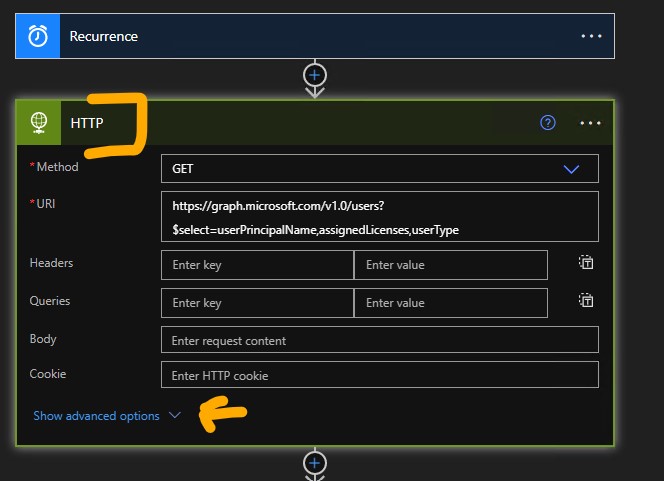 Recurrence
HTTP
*Method
GET
*URI
https://graph.microsoft.com/v1.0/users?
$select=userPrincipalName,assignedLicenses,userType
Headers
Enter key
Enter value
Queries
Enter key
Enter value
Body
Enter request content
Cookie
Enter HTTP cookie
Show advanced options